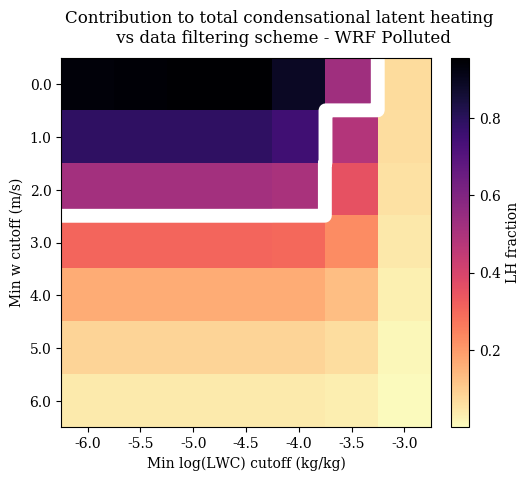 Contribution to total condensational latent heating
vs data filtering scheme - WRF Polluted
Min w cutoff (m/s)
0.0
1.0
2.0
3.0
4.0
5.0
6.0
-6.0 -5.5 -5.0 -4.5 -4.0 -3.5 -3.0
Min log(LWC) cutoff (kg/kg)
0.8
0.6
0.4
0.2
LH fraction